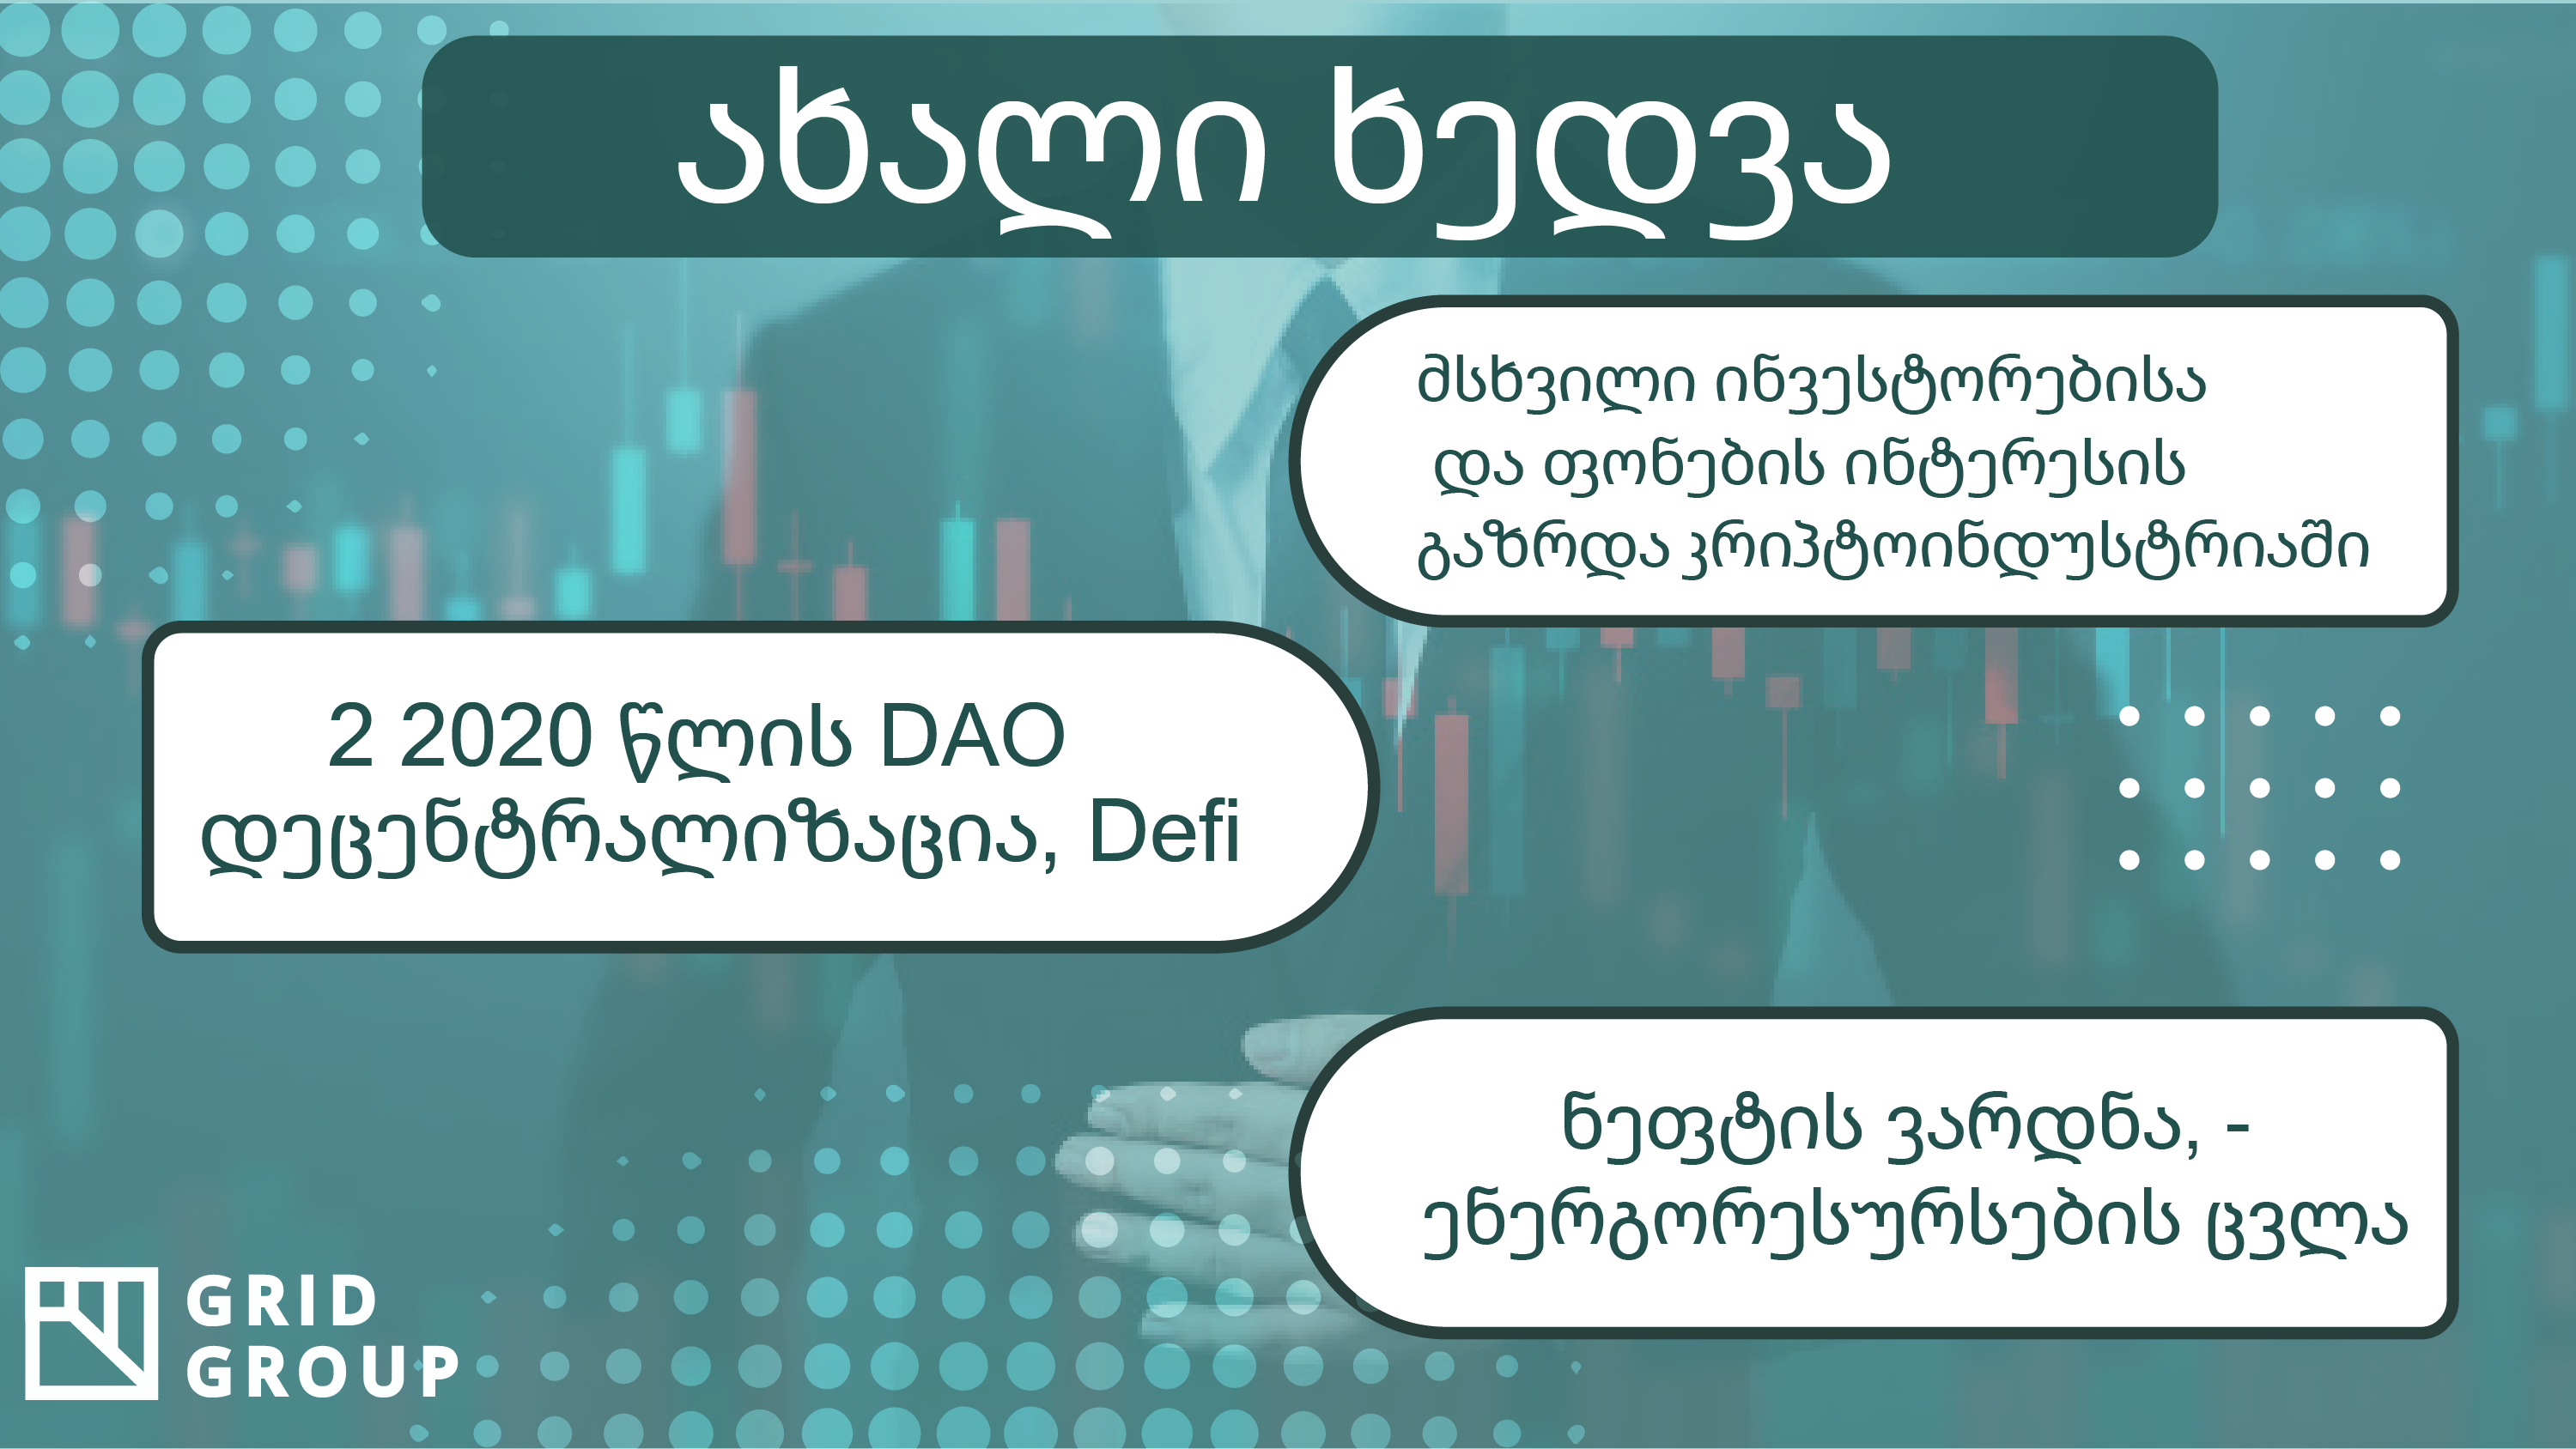 ახალი ხედვა
მსხვილი ინვესტორებისა
და ფონების ინტერესის
გაზრდა კრიპტოინდუსტრიაში
2 2020 წლის DAO
დეცენტრალიზაცია, Defi
ნეფტის ვარდნა, -
ენერგორესურსების ცვლა
GRID
GROUP